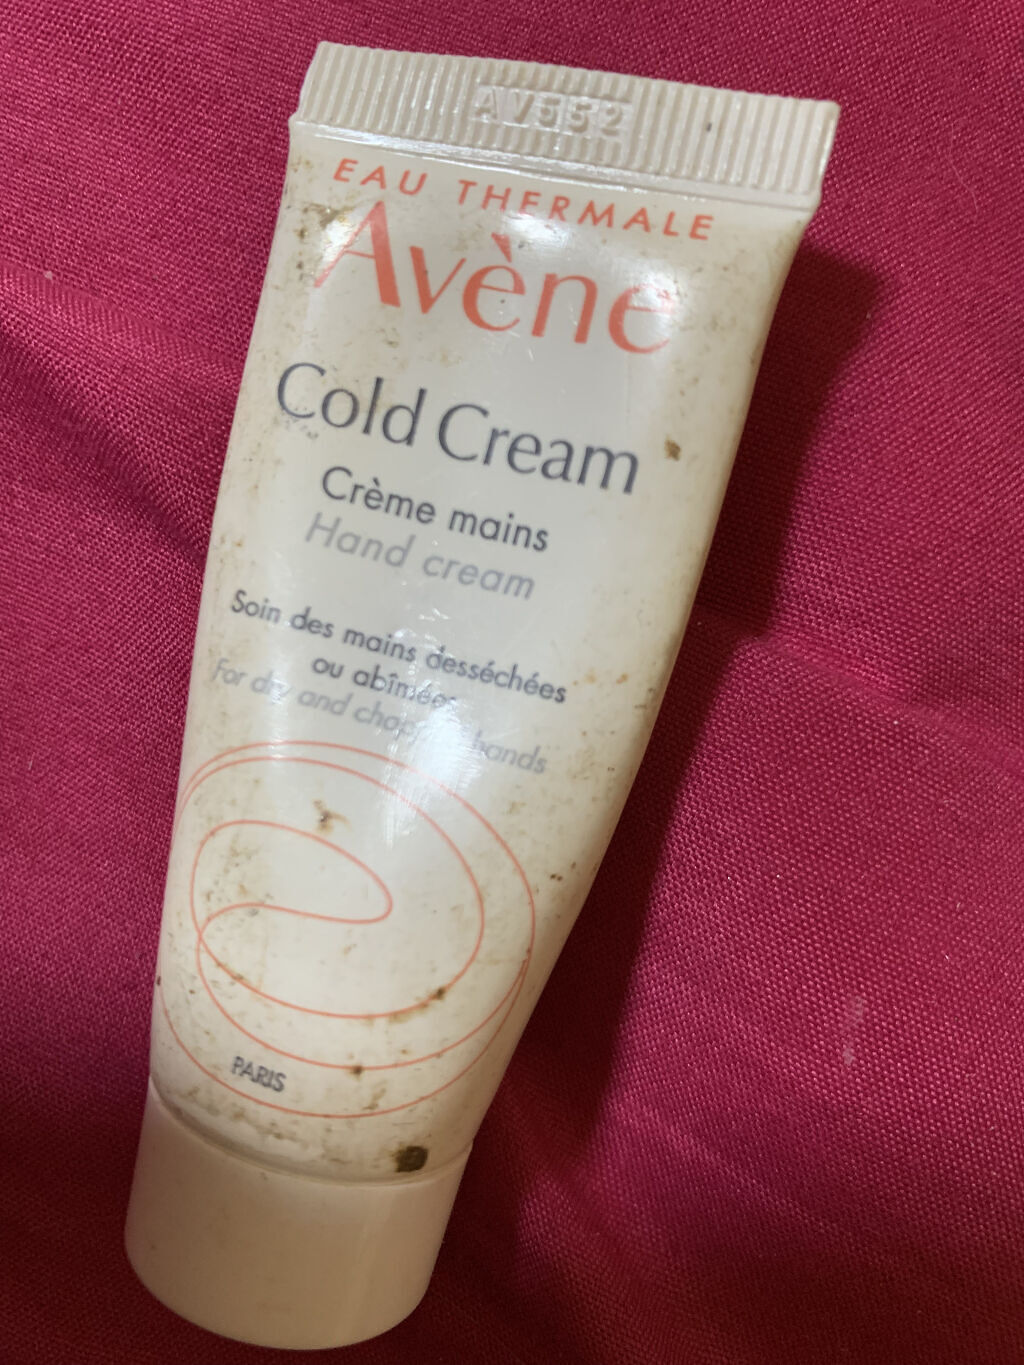 AV552
EAU THERMALE
Avène
Cold Cream
Crème mains
Hand cream
Soin des mains desséchées
ou abîmées
For dry and chapped hands
PARIS